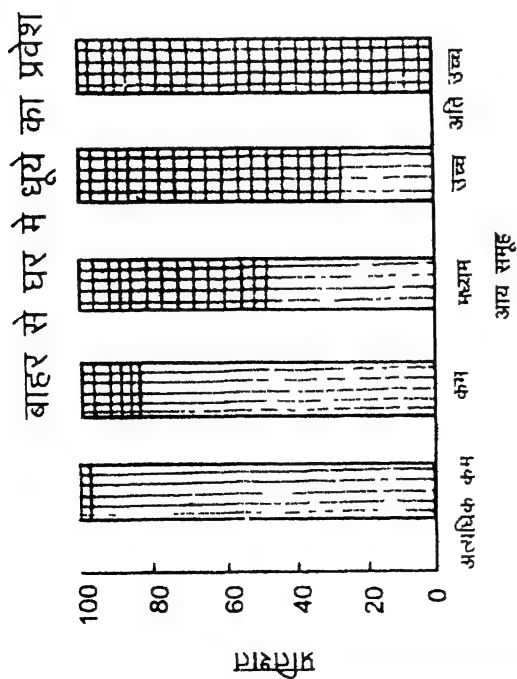 बाहर से घर मे धूये का प्रवेश
प्रतिशत
100
80
60
40
20
0
अत्यधिक कम
कम
मध्यम
उच्च
अति उच्च
आय समूह